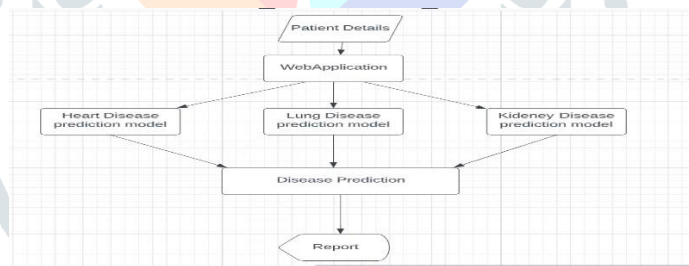 Patient Details
WebApplication
Heart Disease
prediction model
Lung Disease
prediction model
Kideney Disease
prediction model
Disease Prediction
Report